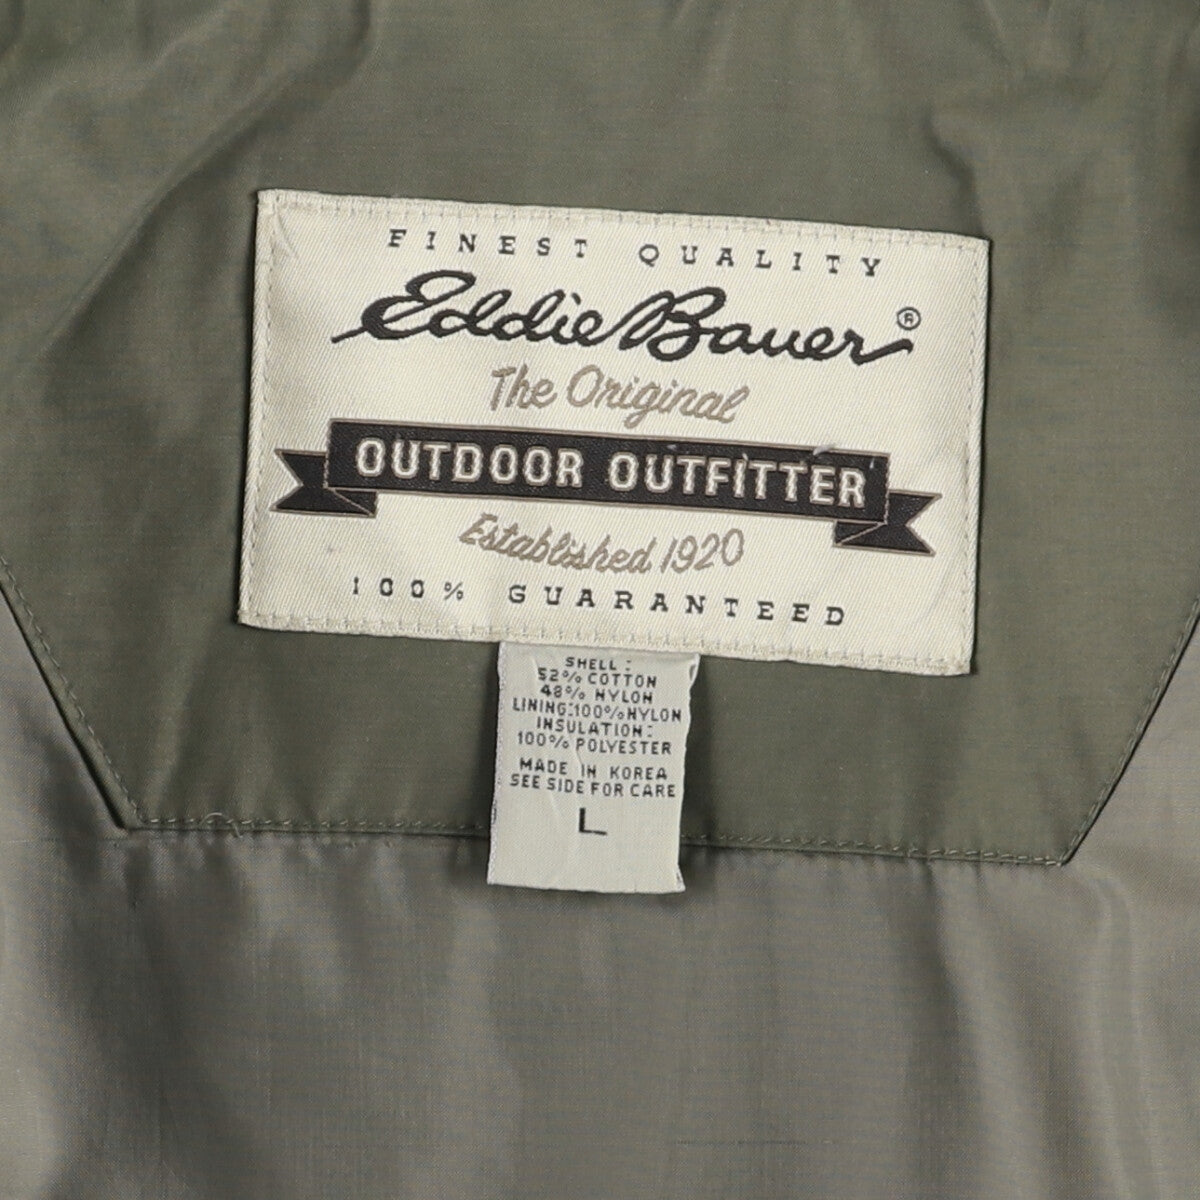 FINEST QUALITY
Eddie Bauer ®
The Original
OUTDOOR OUTFITTER
Established 1920
100% GUARANTEED
SHELL:
52% COTTON
48% NYLON
LINING:100%NYLON
INSULATION:
100% POLYESTER
MADE IN KOREA
SEE SIDE FOR CARE
L